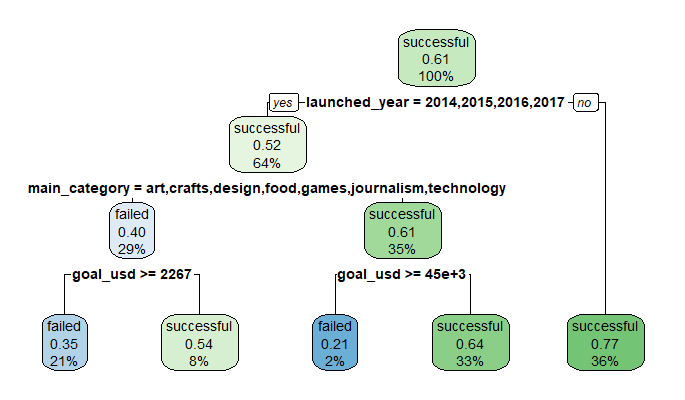 successful
0.61
100%
yes launched_year = 2014,2015,2016,2017 no
successful
0.52
64%
main_category = art,crafts,design,food,games,journalism,technology
failed
0.40
29%
successful
0.61
35%
goal_usd >= 2267
goal_usd >= 45e+3
failed
0.35
21%
successful
0.54
8%
failed
0.21
2%
successful
0.64
33%
successful
0.77
36%